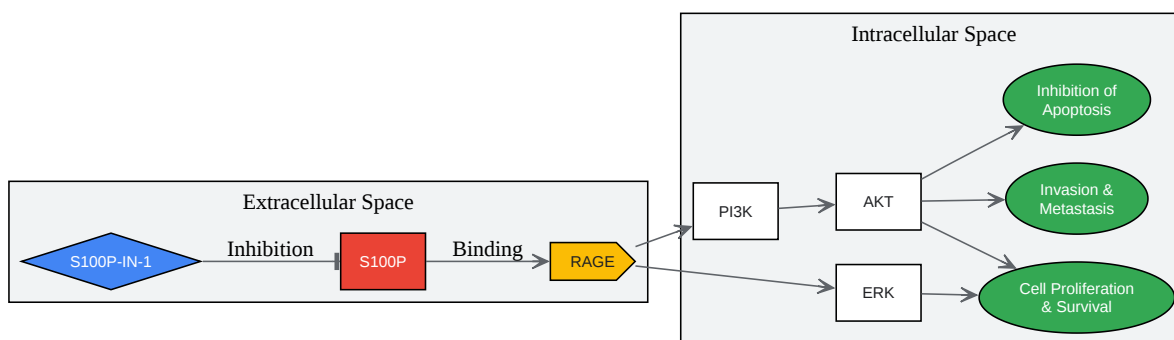 Extracellular Space
S100P-IN-1
Inhibition
S100P
Binding
RAGE
Intracellular Space
PI3K
AKT
ERK
Inhibition of
Apoptosis
Invasion &
Metastasis
Cell Proliferation
& Survival